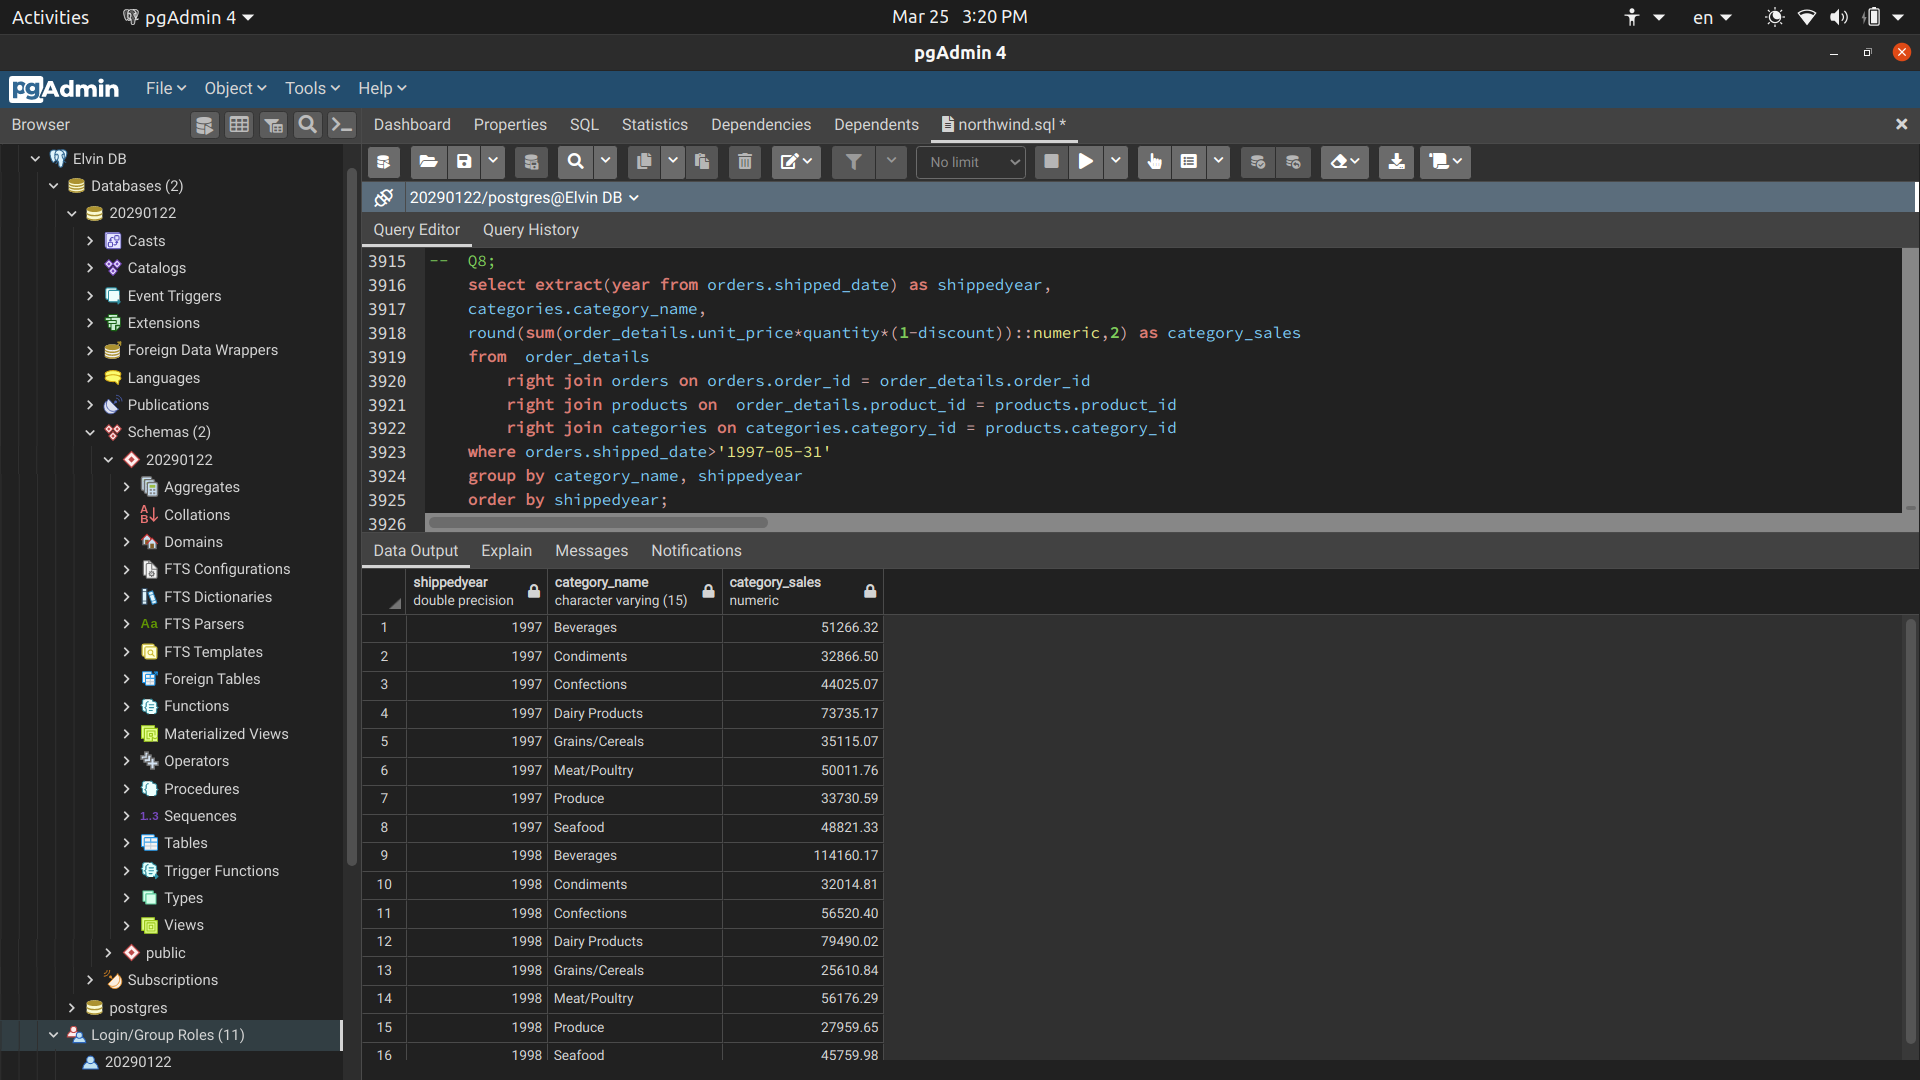 Activities
pgAdmin 4
Mar 25 3:20 PM
en
pgAdmin 4
pgAdmin
File
Object
Tools
Help
Browser
Dashboard
Properties
SQL
Statistics
Dependencies
Dependents
northwind.sql *
No limit
20290122/postgres@Elvin DB
Query Editor
Query History
Elvin DB
Databases (2)
20290122
Casts
Catalogs
Event Triggers
Extensions
Foreign Data Wrappers
Languages
Publications
Schemas (2)
20290122
Aggregates
Collations
Domains
FTS Configurations
FTS Dictionaries
Aa FTS Parsers
FTS Templates
Foreign Tables
Functions
Materialized Views
Operators
Procedures
1..3 Sequences
Tables
Trigger Functions
Types
Views
public
Subscriptions
postgres
Login/Group Roles (11)
20290122
3915 -- Q8;
3916 select extract(year from orders.shipped_date) as shippedyear,
3917 categories.category_name,
3918 round(sum(order_details.unit_price*quantity*(1-discount))::numeric,2) as category_sales
3919 from order_details
3920 right join orders on orders.order_id = order_details.order_id
3921 right join products on order_details.product_id = products.product_id
3922 right join categories on categories.category_id = products.category_id
3923 where orders.shipped_date>'1997-05-31'
3924 group by category_name, shippedyear
3925 order by shippedyear;
3926
Data Output
Explain
Messages
Notifications
shippedyear category_name category_sales
double precision character varying (15) numeric
1 1997 Beverages 51266.32
2 1997 Condiments 32866.50
3 1997 Confections 44025.07
4 1997 Dairy Products 73735.17
5 1997 Grains/Cereals 35115.07
6 1997 Meat/Poultry 50011.76
7 1997 Produce 33730.59
8 1997 Seafood 48821.33
9 1998 Beverages 114160.17
10 1998 Condiments 32014.81
11 1998 Confections 56520.40
12 1998 Dairy Products 79490.02
13 1998 Grains/Cereals 25610.84
14 1998 Meat/Poultry 56176.29
15 1998 Produce 27959.65
16 1998 Seafood 45759.98